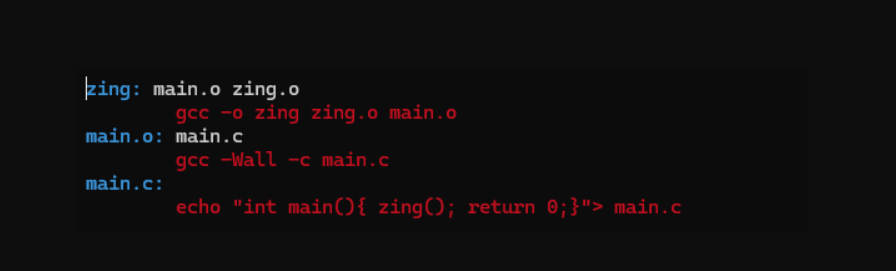 zing: main.o zing.o
gcc -o zing zing.o main.o
main.o: main.c
gcc -Wall -c main.c
main.c:
echo "int main(){ zing(); return 0;}"> main.c